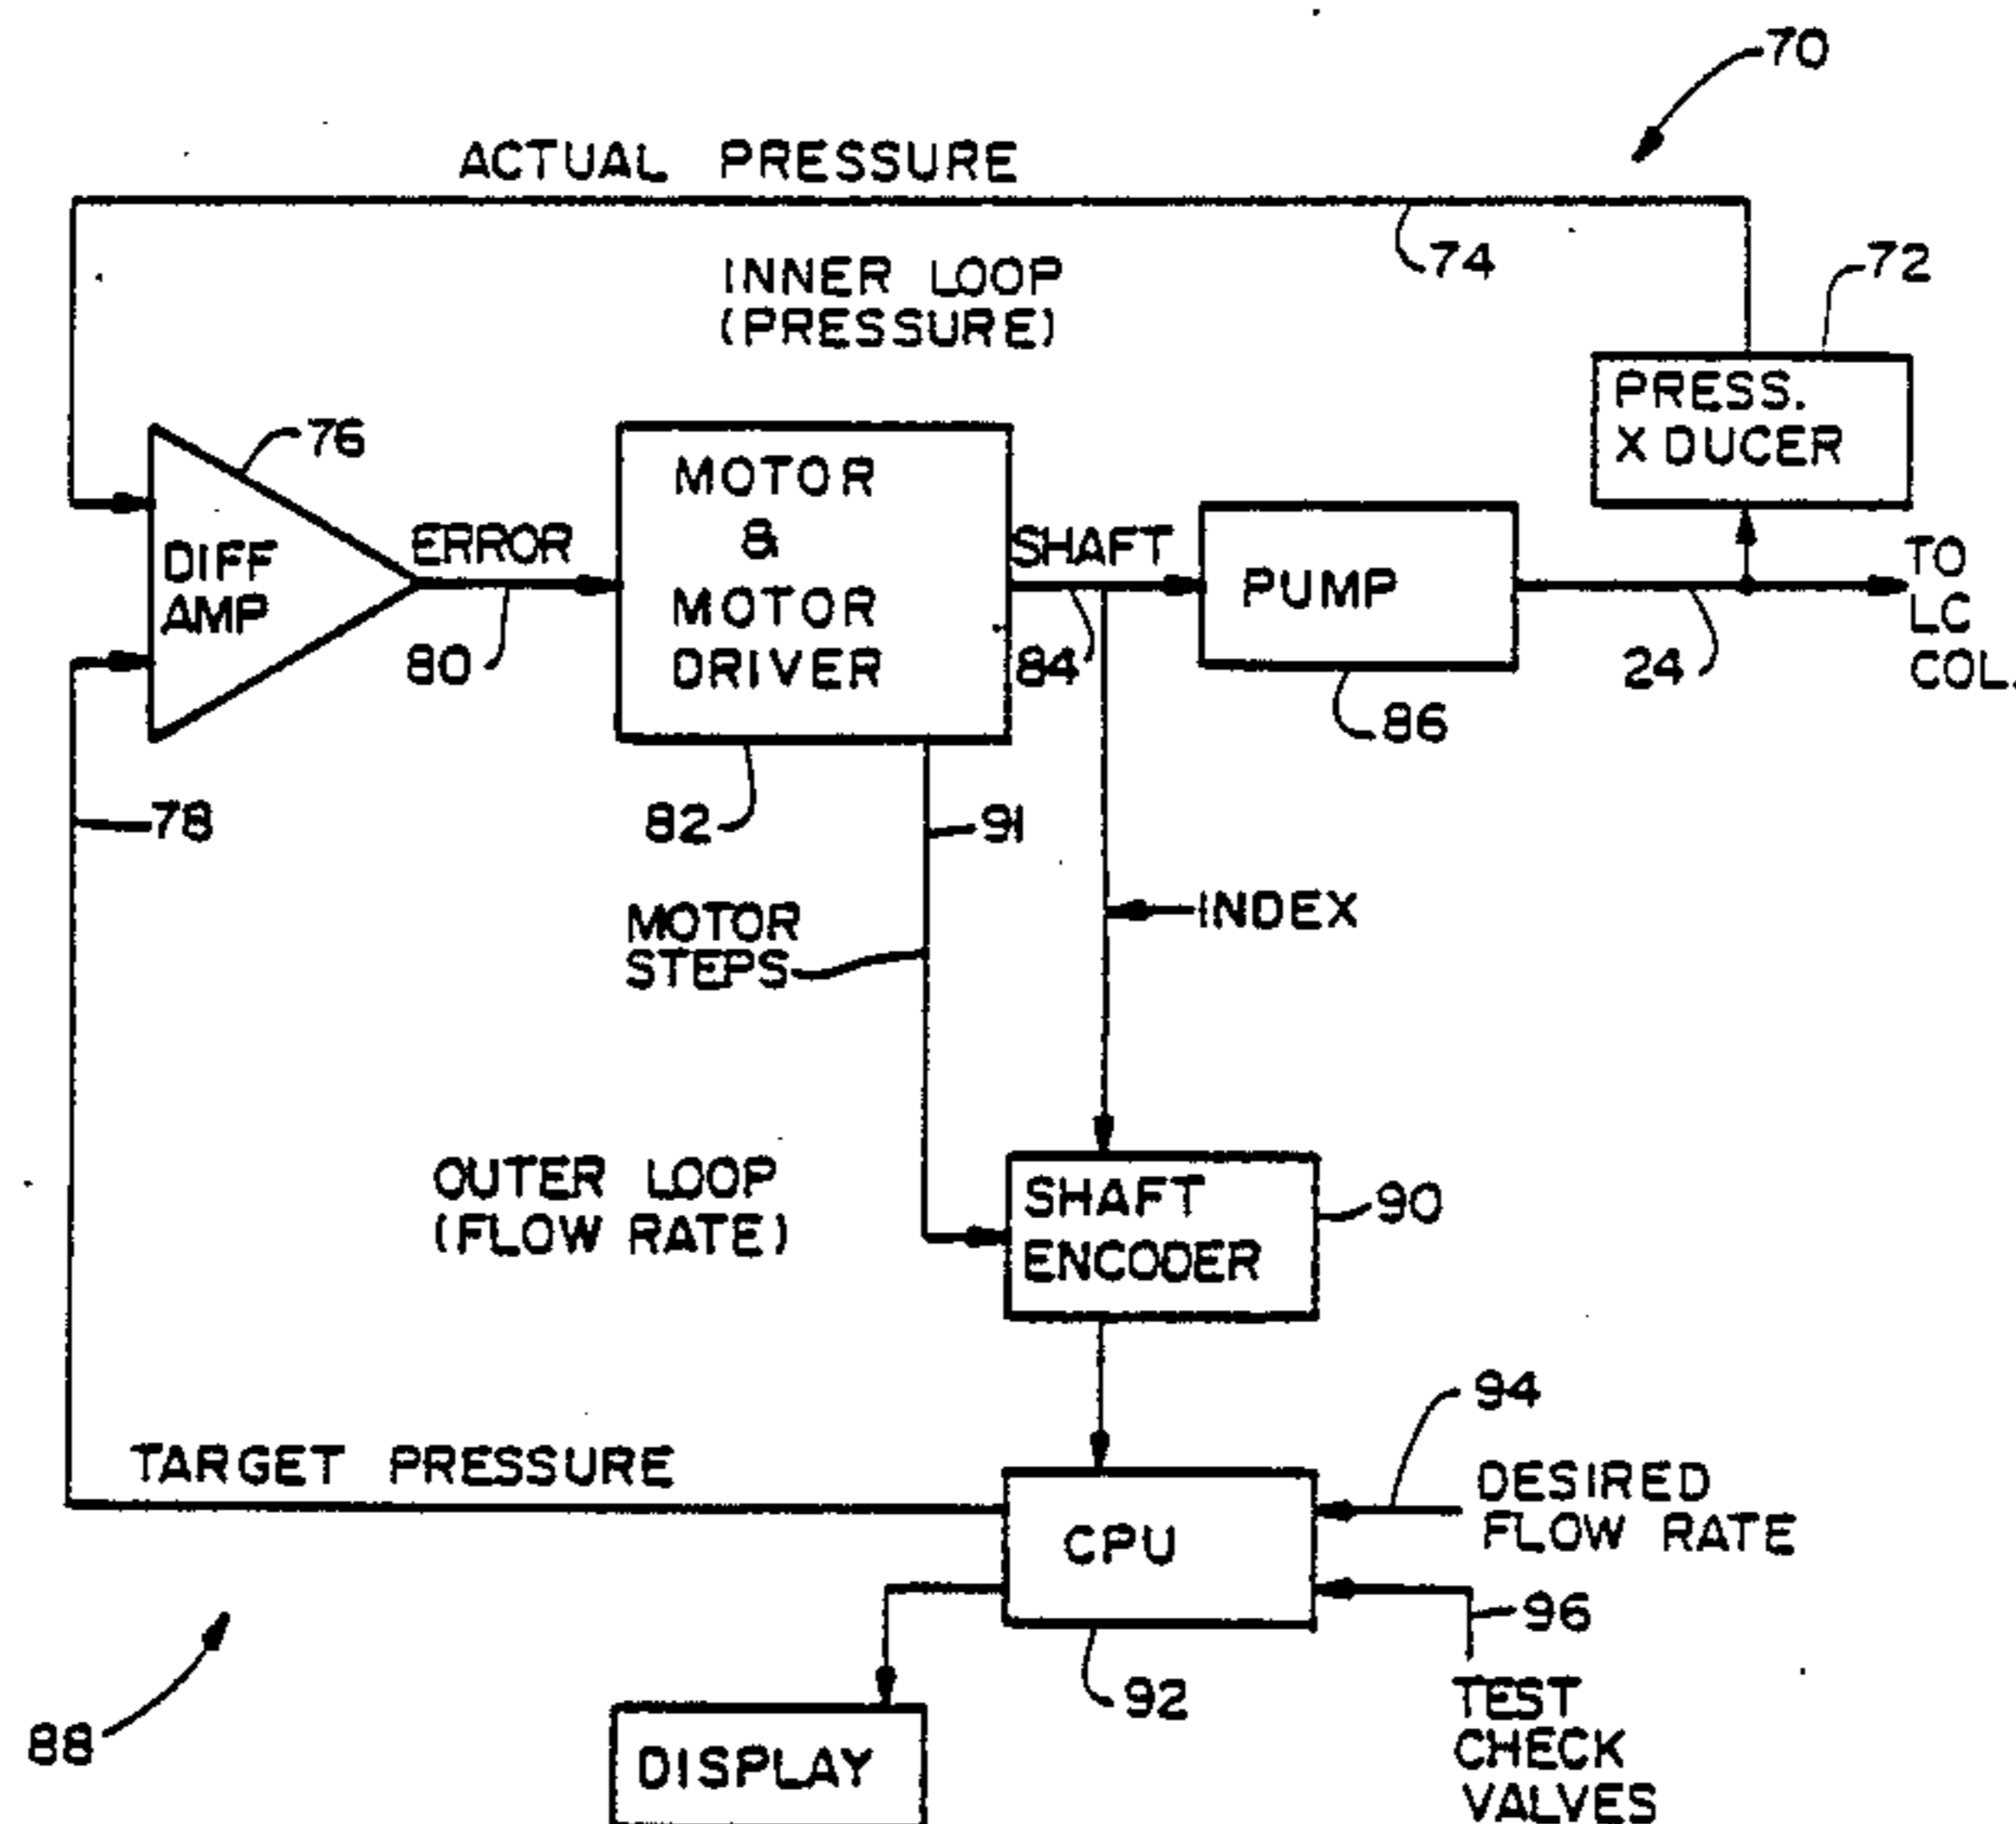 70
ACTUAL PRESSURE
74
INNER LOOP
(PRESSURE)
72
PRESS.
XDUCER
76
DIFF
AMP
ERROR
80
MOTOR
&
MOTOR
DRIVER
82
SHAFT
84
PUMP
86
24
TO
LC
COL.
78
91
MOTOR
STEPS
INDEX
OUTER LOOP
(FLOW RATE)
SHAFT
ENCODER
90
94
TARGET PRESSURE
DESIRED
FLOW RATE
CPU
96
92
TEST
CHECK
VALVES
88
DISPLAY